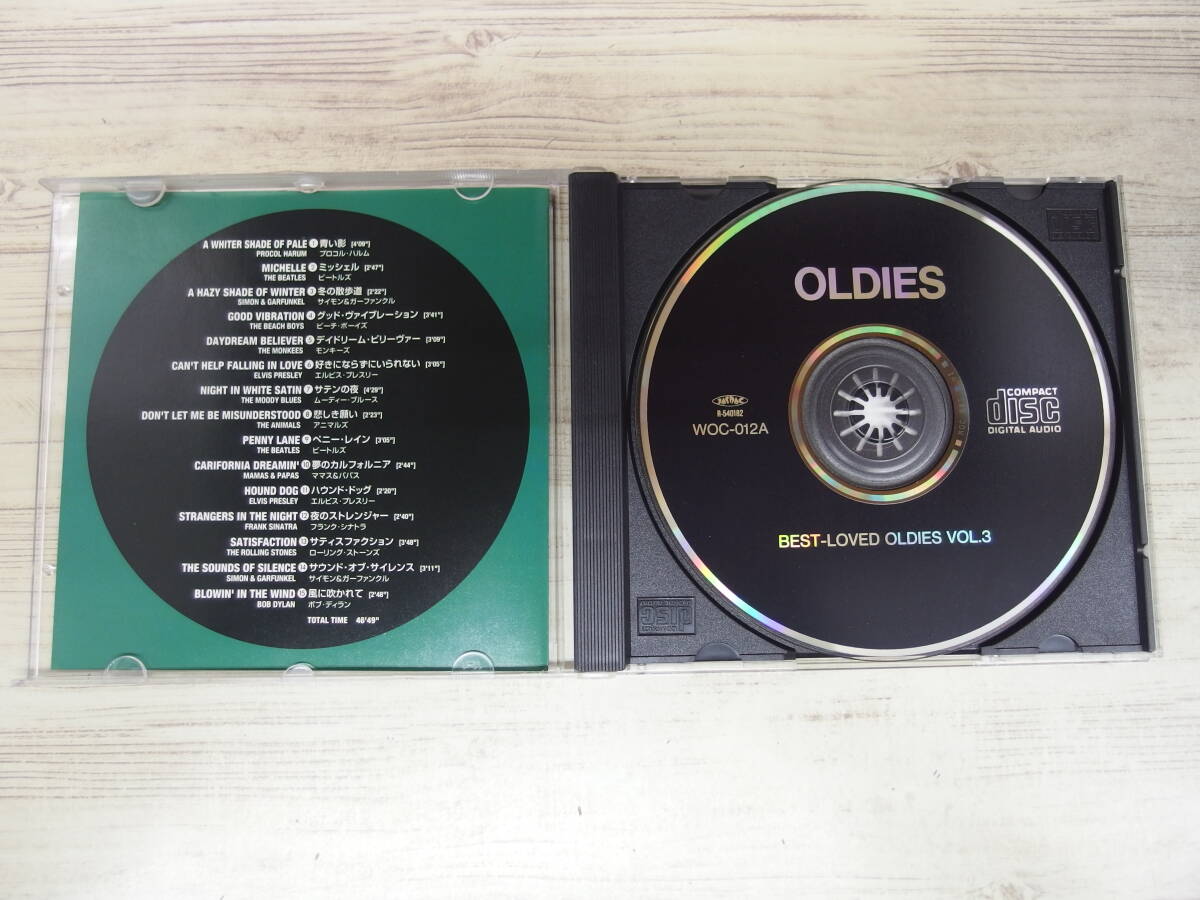 A WHITER SHADE OF PALE 1 青い影 [4'09"]
PROCOL HARUM プロコル・ハルム
MICHELLE 2 ミッシェル [2'47"]
THE BEATLES ビートルズ
A HAZY SHADE OF WINTER 3 冬の散歩道 [2'22"]
SIMON & GARFUNKEL サイモン&ガーファンクル
GOOD VIBRATION 4 グッド・ヴァイブレーション [3'41"]
THE BEACH BOYS ビーチ・ボーイズ
DAYDREAM BELIEVER 5 デイドリーム・ビリーヴァー [3'09"]
THE MONKEES モンキーズ
CAN'T HELP FALLING IN LOVE 6 好きにならずにいられない [3'05"]
ELVIS PRESLEY エルビス・プレスリー
NIGHT IN WHITE SATIN 7 サテンの夜 [4'29"]
THE MOODY BLUES ムーディー・ブルース
DON'T LET ME BE MISUNDERSTOOD 8 悲しき願い [2'23"]
THE ANIMALS アニマルズ
PENNY LANE 9 ペニー・レイン [3'05"]
THE BEATLES ビートルズ
CARIFORNIA DREAMIN' 10 夢のカルフォルニア [2'44"]
MAMAS & PAPAS ママス&パパス
HOUND DOG 11 ハウンド・ドッグ [2'20"]
ELVIS PRESLEY エルビス・プレスリー
STRANGERS IN THE NIGHT 12 夜のストレンジャー [2'40"]
FRANK SINATRA フランク・シナトラ
SATISFACTION 13 サティスファクション [3'48"]
THE ROLLING STONES ローリング・ストーンズ
THE SOUNDS OF SILENCE 14 サウンド・オブ・サイレンス [3'11"]
SIMON & GARFUNKEL サイモン&ガーファンクル
BLOWIN' IN THE WIND 15 風に吹かれて [2'48"]
BOB DYLAN ボブ・ディラン
TOTAL TIME 46'49"
OLDIES
R-540182
WOC-012A
COMPACT
disc
DIGITAL AUDIO
BEST-LOVED OLDIES VOL.3
disc